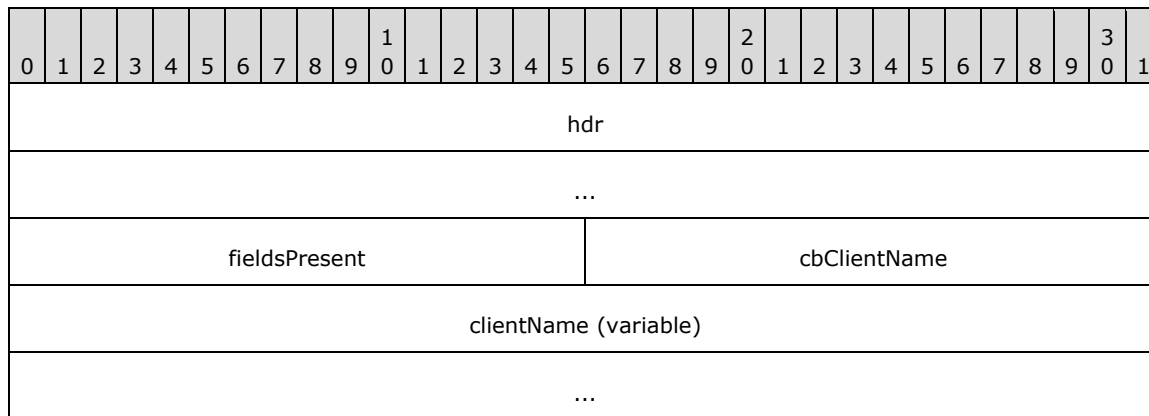 1 2 3
0 1 2 3 4 5 6 7 8 9 0 1 2 3 4 5 6 7 8 9 0 1 2 3 4 5 6 7 8 9 0 1
hdr
...
fieldsPresent cbClientName
clientName (variable)
...